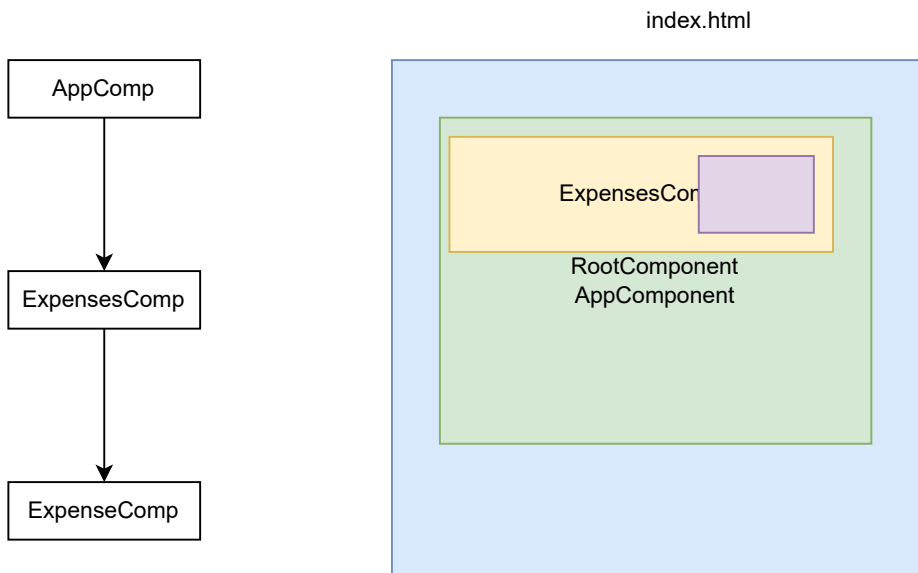 index.html
AppComp
ExpensesCom
RootComponent
AppComponent
ExpensesComp
ExpenseComp